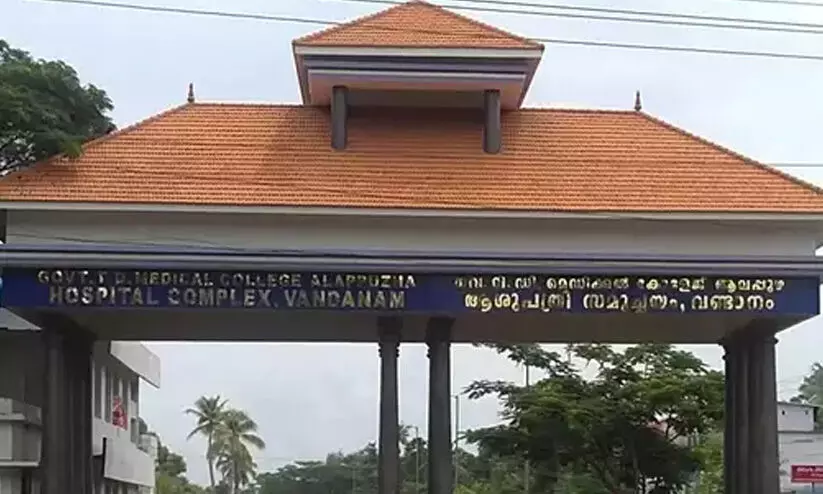 GOVT. T D. MEDICAL COLLEGE ALAPPUZHA
HOSPITAL COMPLEX, VANDANAM
ഗവ. ടി.ഡി. മെഡിക്കൽ കോളേജ് ആലപ്പുഴ
ആശുപത്രി സമുച്ചയം, വണ്ടാനം